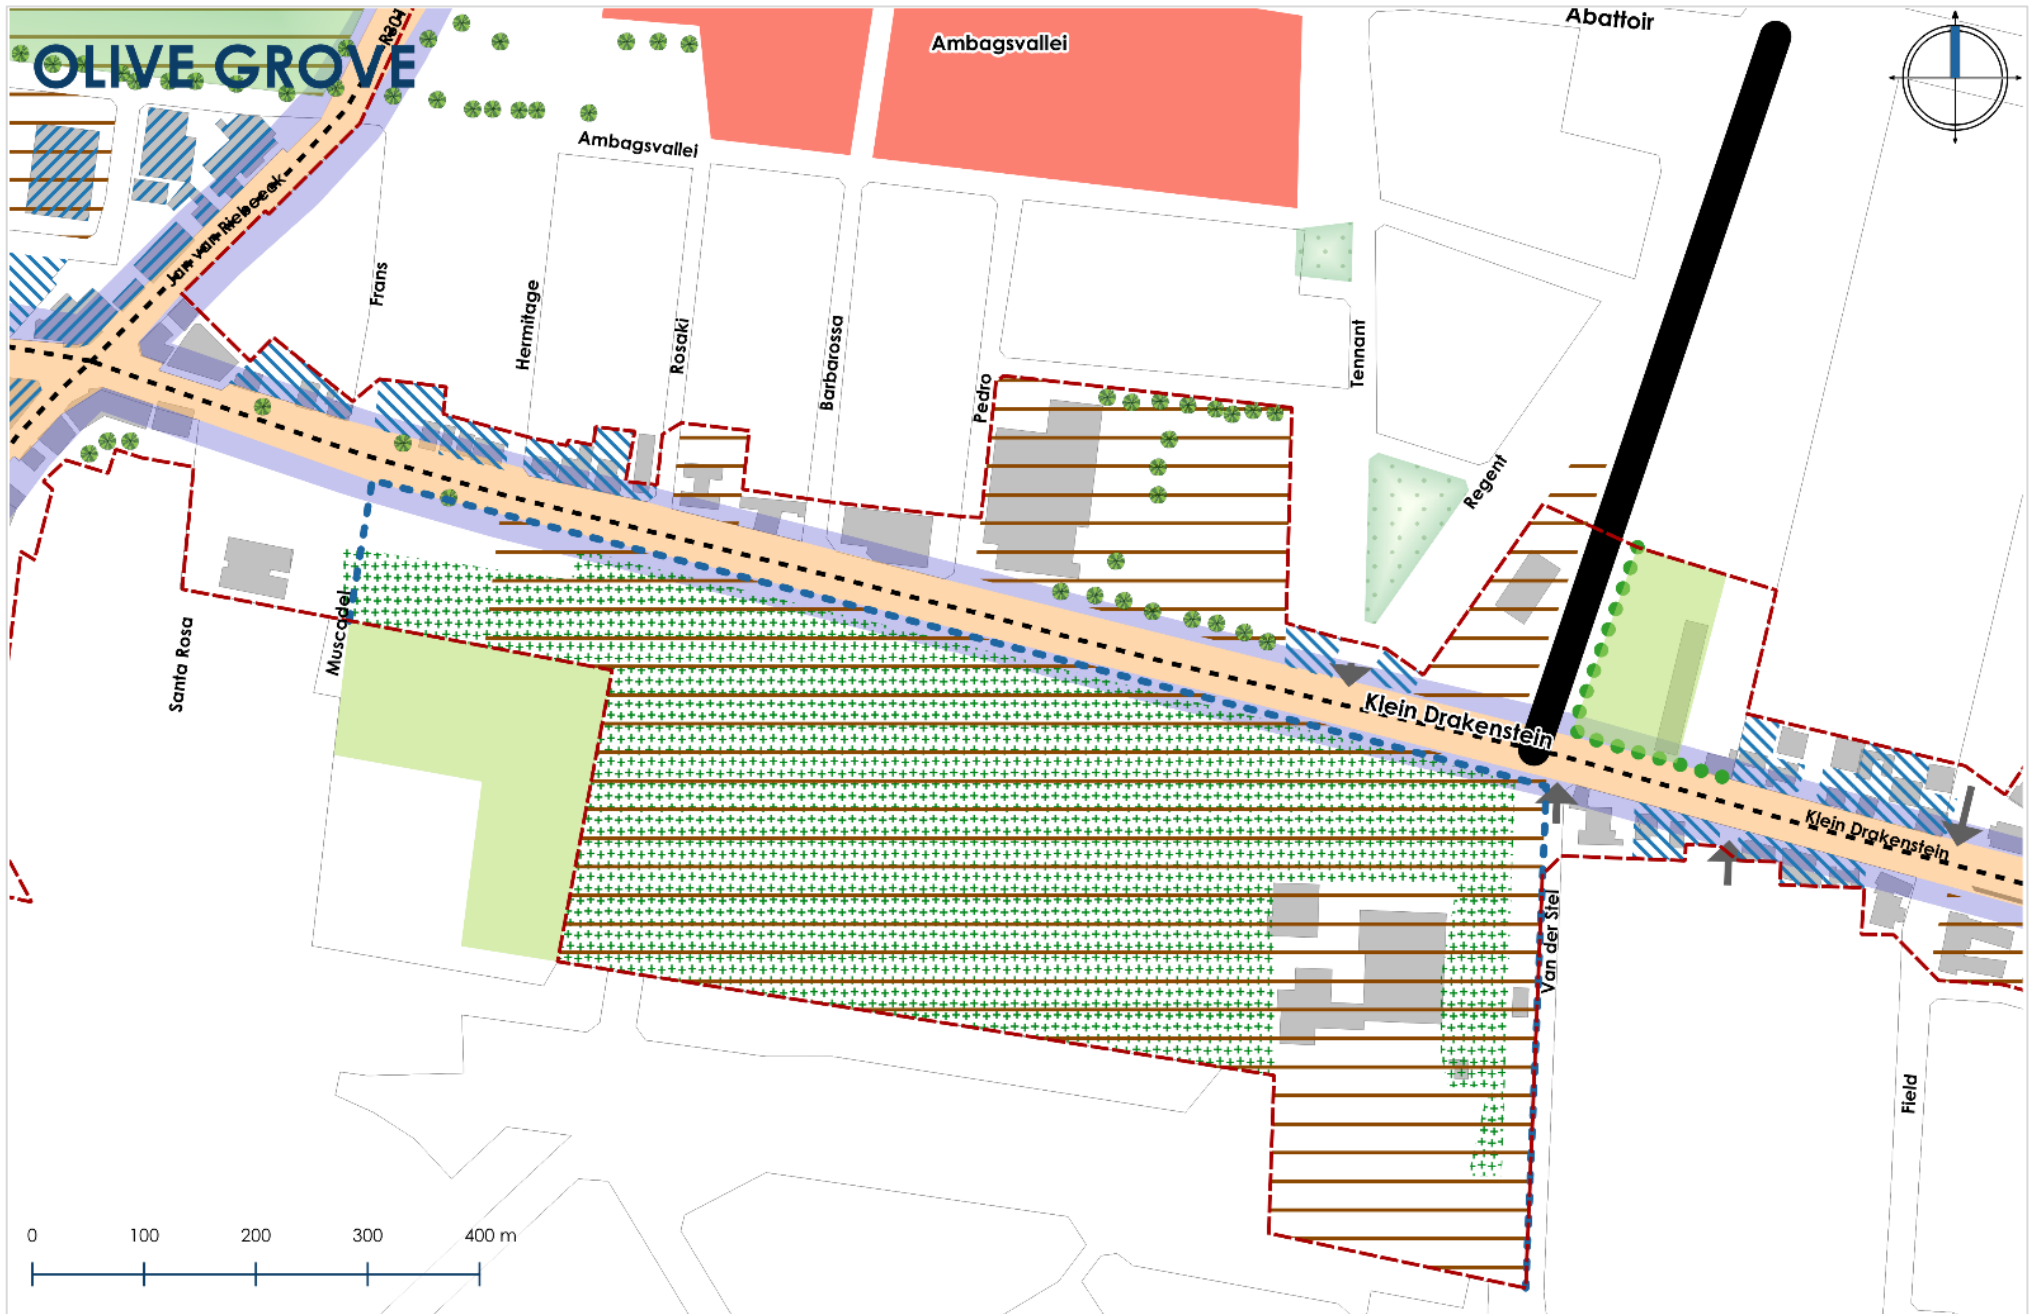 OLIVE GROVE
R301
Ambagsvallei
Abattoir
Ambagsvallei
Jan van Riebeeck
Frans
Hermitage
Rosaki
Barbarossa
Pedro
Tennant
Regent
Santa Rosa
Muscadel
Klein Drakenstein
Klein Drakenstein
Van der Stel
Field
0 100 200 300 400 m